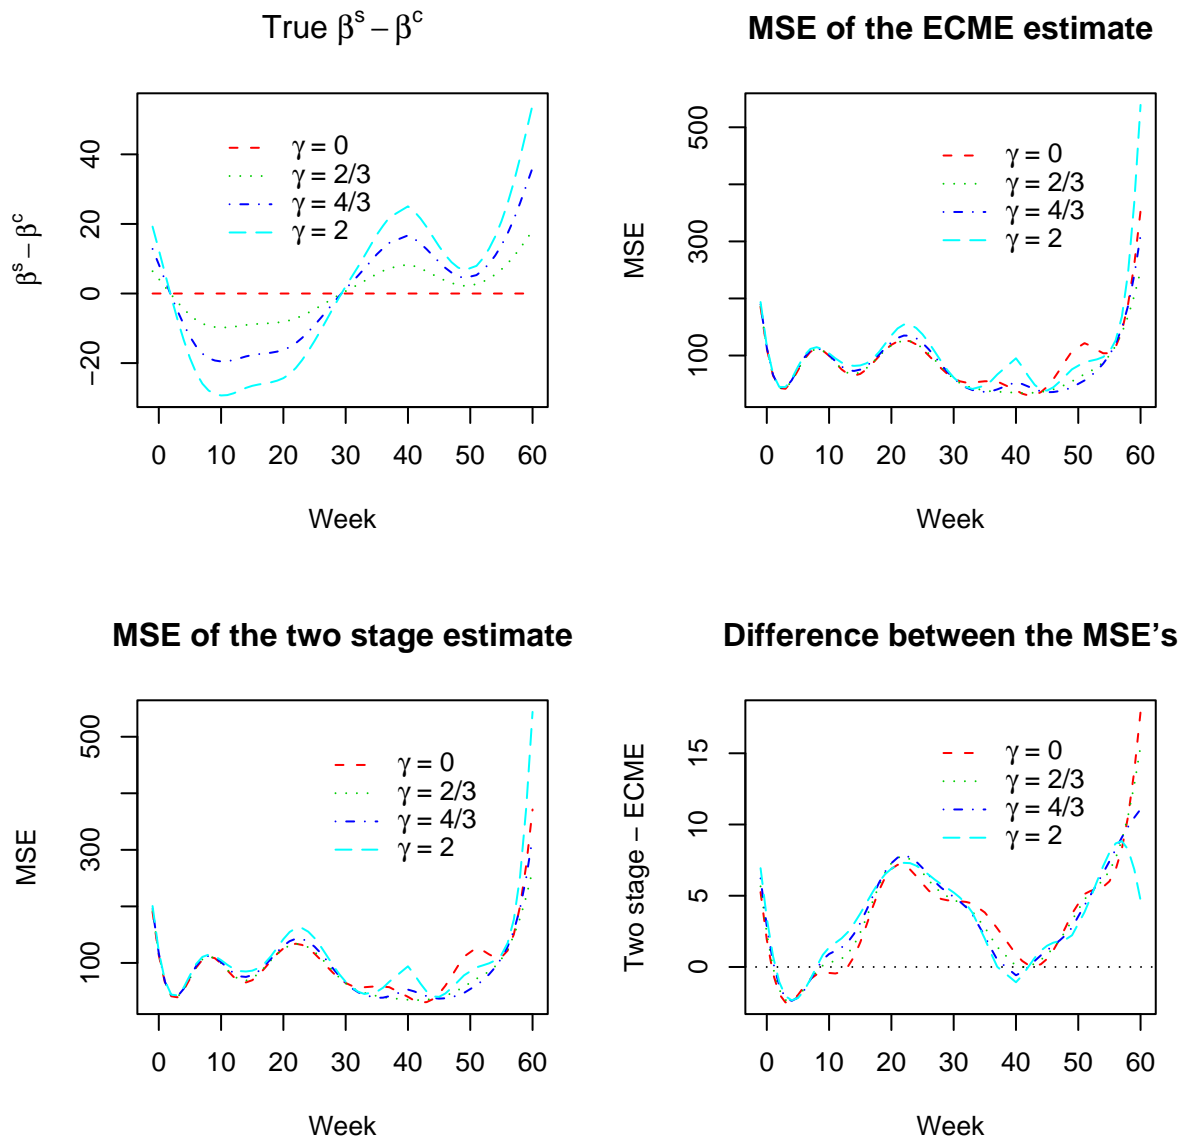 True βˢ – βᶜ
βˢ – βᶜ
40
20
0
−20
γ = 0
γ = 2/3
γ = 4/3
γ = 2
0 10 20 30 40 50 60
Week
MSE of the ECME estimate
MSE
500
300
100
γ = 0
γ = 2/3
γ = 4/3
γ = 2
0 10 20 30 40 50 60
Week
MSE of the two stage estimate
MSE
500
300
100
γ = 0
γ = 2/3
γ = 4/3
γ = 2
0 10 20 30 40 50 60
Week
Difference between the MSE’s
Two stage − ECME
15
10
5
0
γ = 0
γ = 2/3
γ = 4/3
γ = 2
0 10 20 30 40 50 60
Week